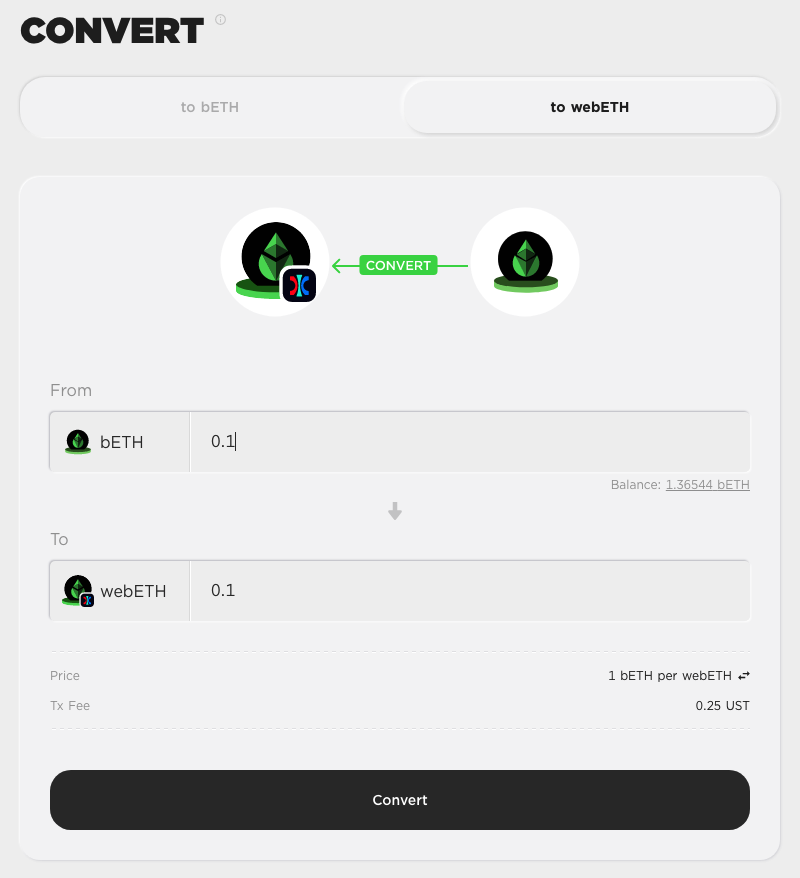 CONVERT
to bETH
to webETH
CONVERT
From
bETH
0.1
Balance: 1.36544 bETH
To
webETH
0.1
Price
1 bETH per webETH
Tx Fee
0.25 UST
Convert